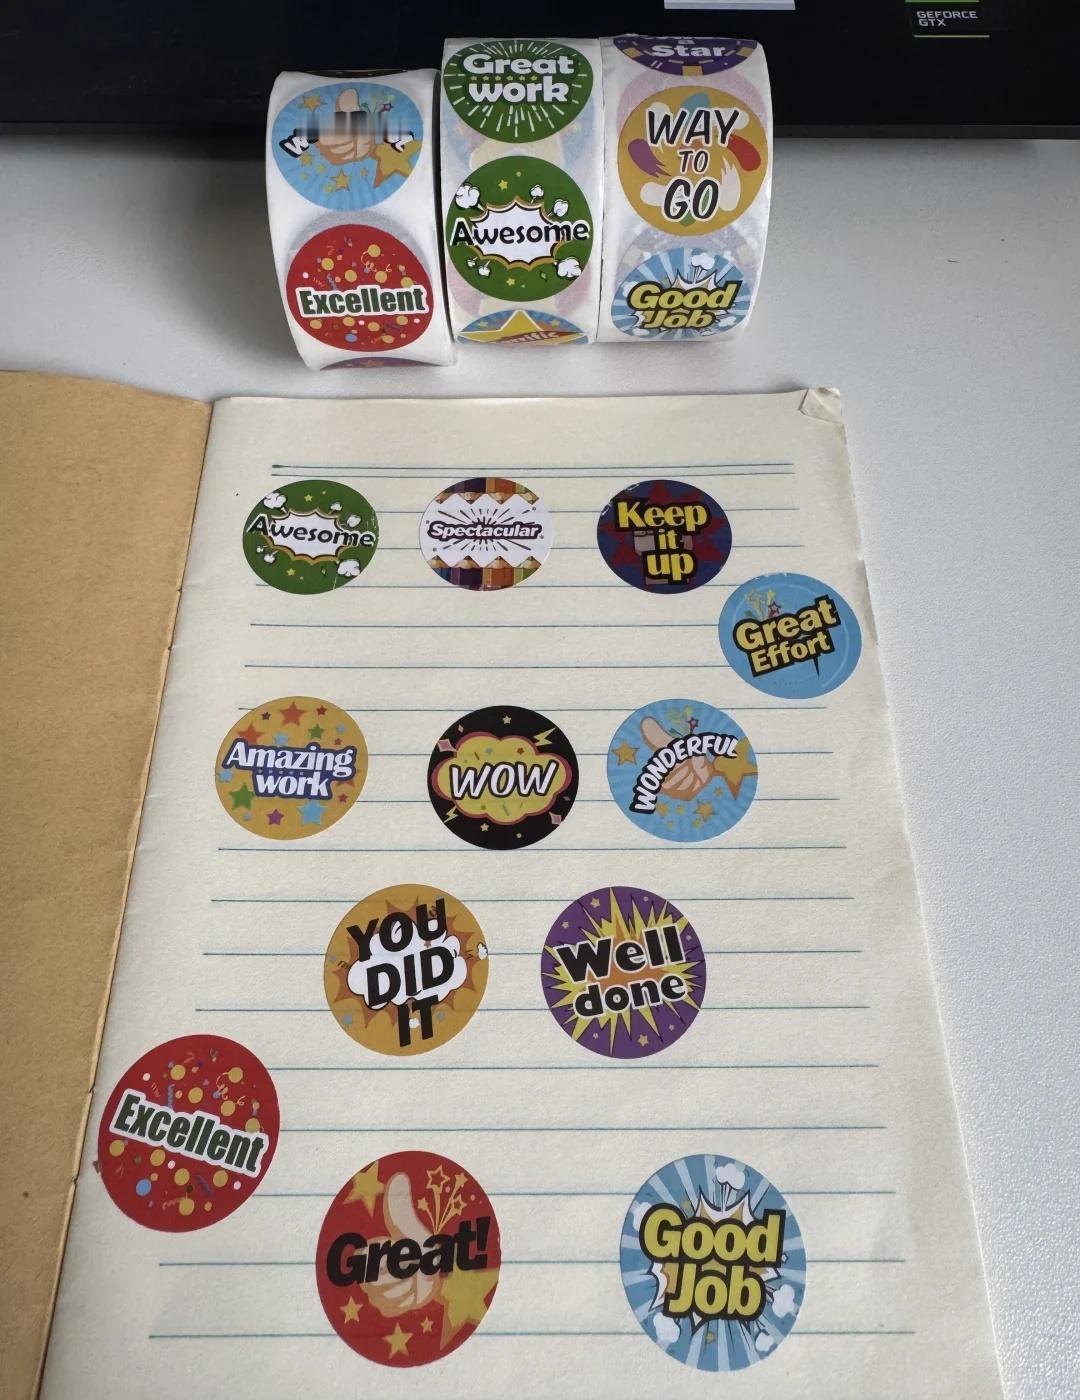 GEFORCE
GTX
Great
work
a
Star
WAY
TO
GO
Awesome
Excellent
Good
Job
Awesome
Spectacular
Keep
it
up
Great
Effort
Amazing
work
WOW
WONDERFUL
YOU
DID
IT
Well
done
Excellent
Great!
Good
Job